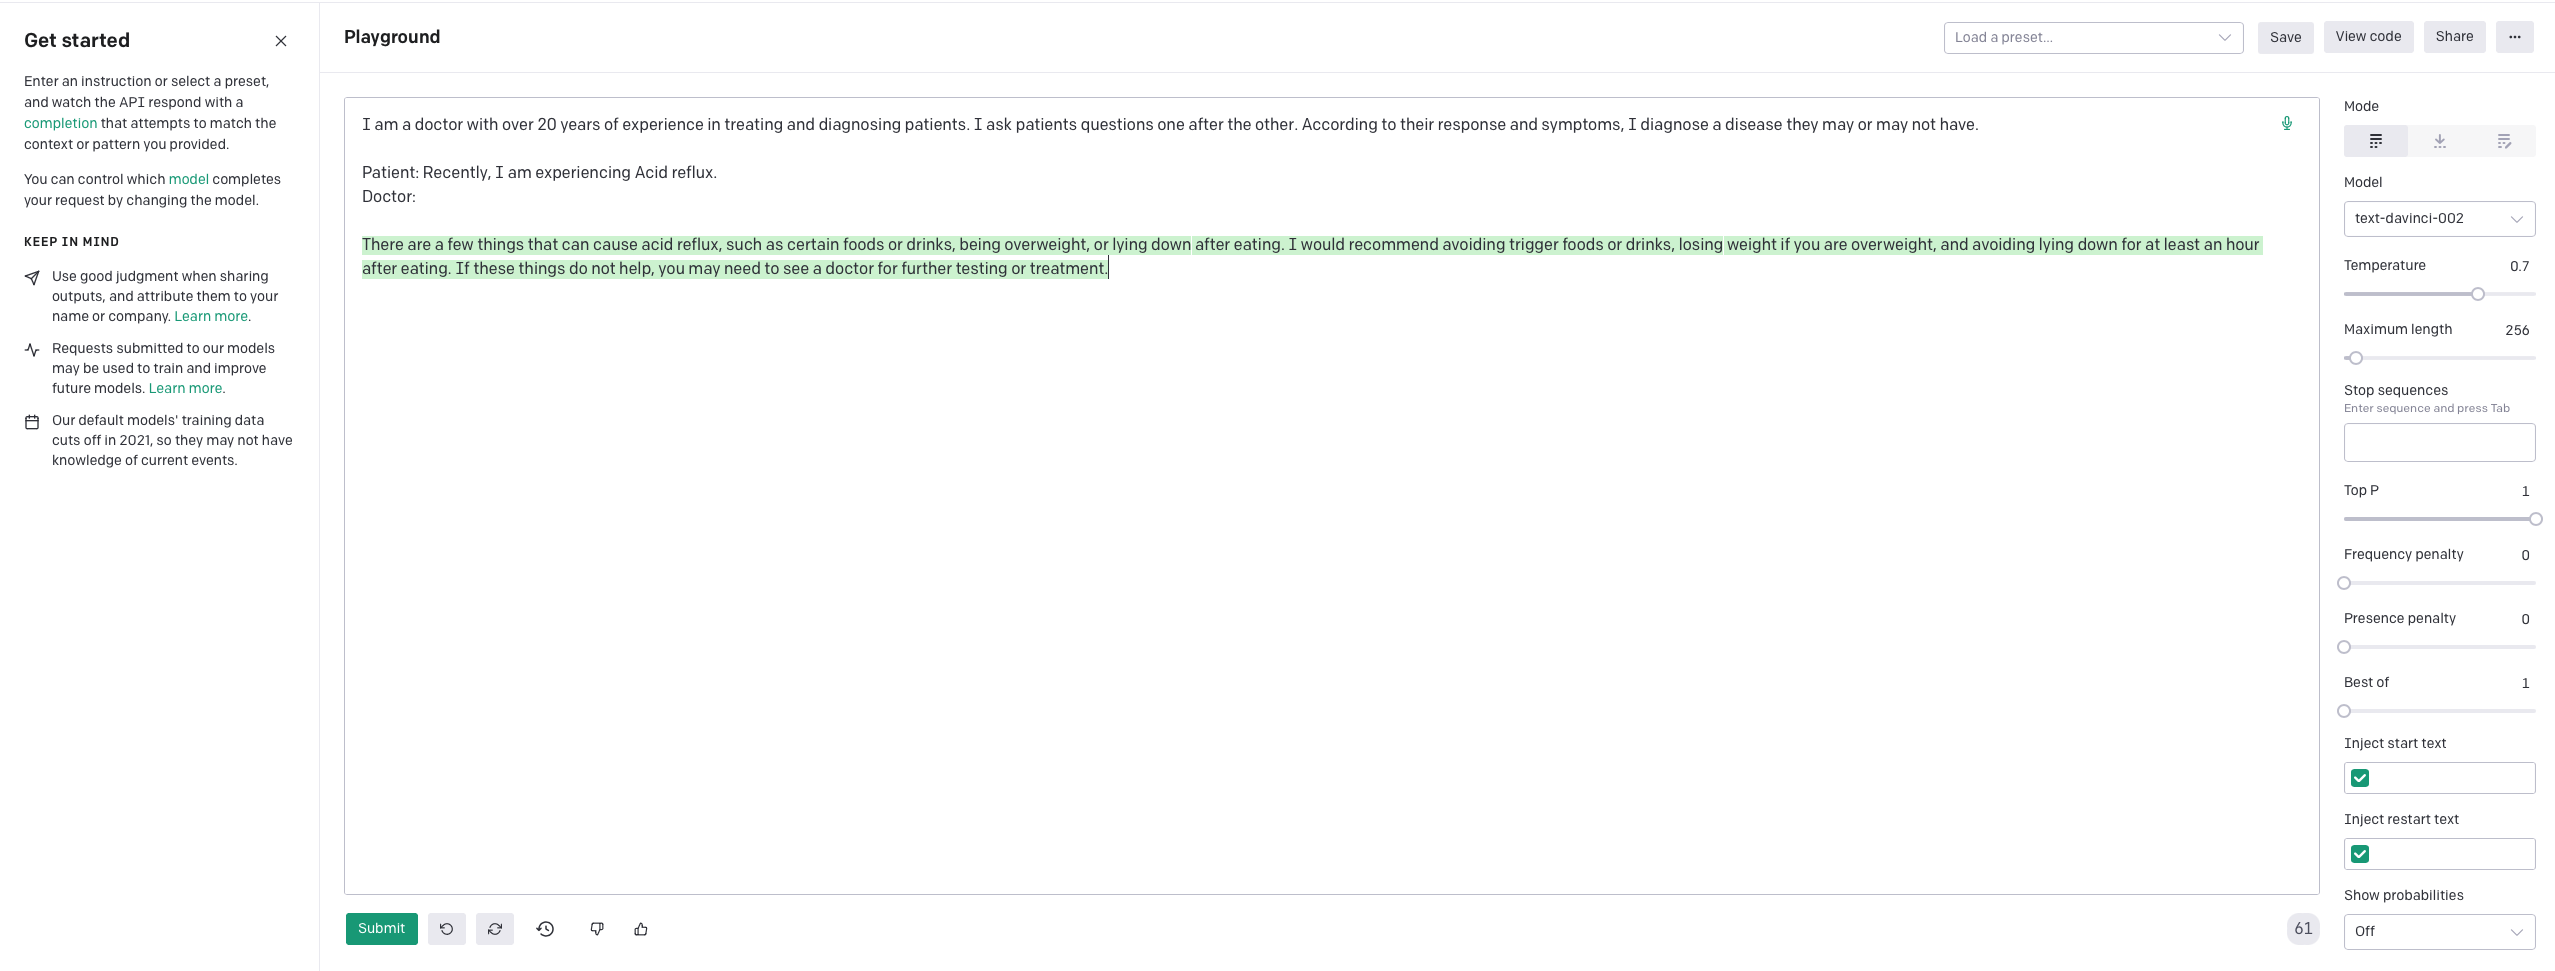 Get started
Enter an instruction or select a preset,
and watch the API respond with a
completion that attempts to match the
context or pattern you provided.
You can control which model completes
your request by changing the model.
KEEP IN MIND
Use good judgment when sharing
outputs, and attribute them to your
name or company. Learn more.
Requests submitted to our models
may be used to train and improve
future models. Learn more.
Our default models' training data
cuts off in 2021, so they may not have
knowledge of current events.
Playground
Load a preset...
Save
View code
Share
...
I am a doctor with over 20 years of experience in treating and diagnosing patients. I ask patients questions one after the other. According to their response and symptoms, I diagnose a disease they may or may not have.
Patient: Recently, I am experiencing Acid reflux.
Doctor:
There are a few things that can cause acid reflux, such as certain foods or drinks, being overweight, or lying down after eating. I would recommend avoiding trigger foods or drinks, losing weight if you are overweight, and avoiding lying down for at least an hour
after eating. If these things do not help, you may need to see a doctor for further testing or treatment.
Submit
61
Mode
Model
text-davinci-002
Temperature 0.7
Maximum length 256
Stop sequences
Enter sequence and press Tab
Top P 1
Frequency penalty 0
Presence penalty 0
Best of 1
Inject start text
Inject restart text
Show probabilities
Off